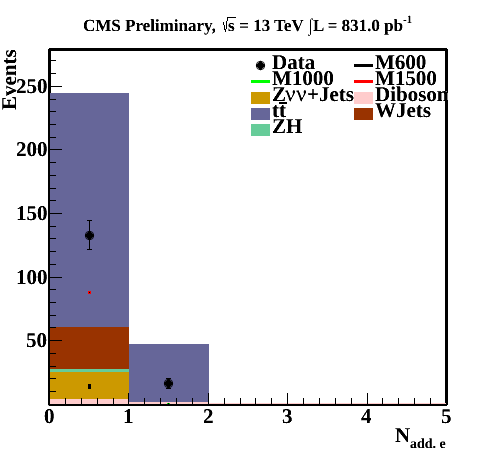 CMS Preliminary, √s = 13 TeV ∫L = 831.0 pb⁻¹
Events
Data
M600
M1000
M1500
Zνν+Jets
Diboson
tt̅
WJets
ZH
250
200
150
100
50
0
0 1 2 3 4 5
N_add. e